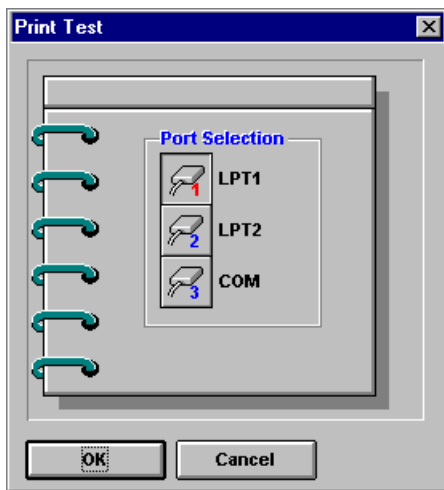 Print Test
Port Selection
1 LPT1
2 LPT2
3 COM
OK Cancel